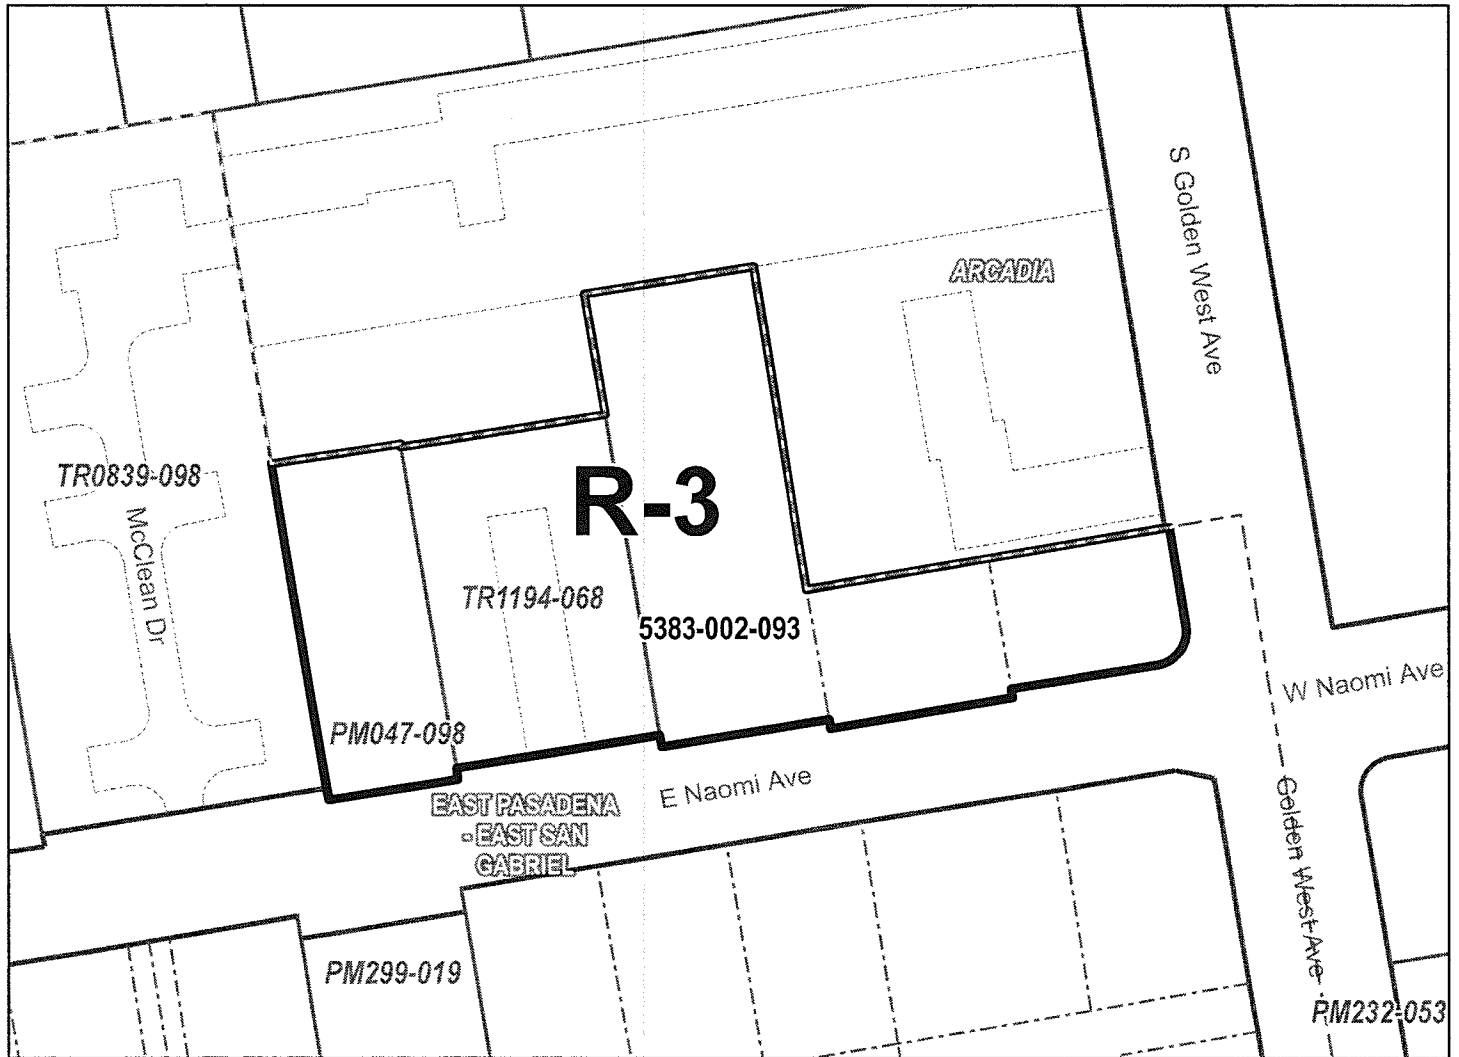 S Golden West Ave
ARCADIA
TR0839-098
McClean Dr
R-3
TR1194-068
5383-002-093
PM047-098
W Naomi Ave
E Naomi Ave
EAST PASADENA
- EAST SAN
GABRIEL
Golden West Ave
PM299-019
PM232-053